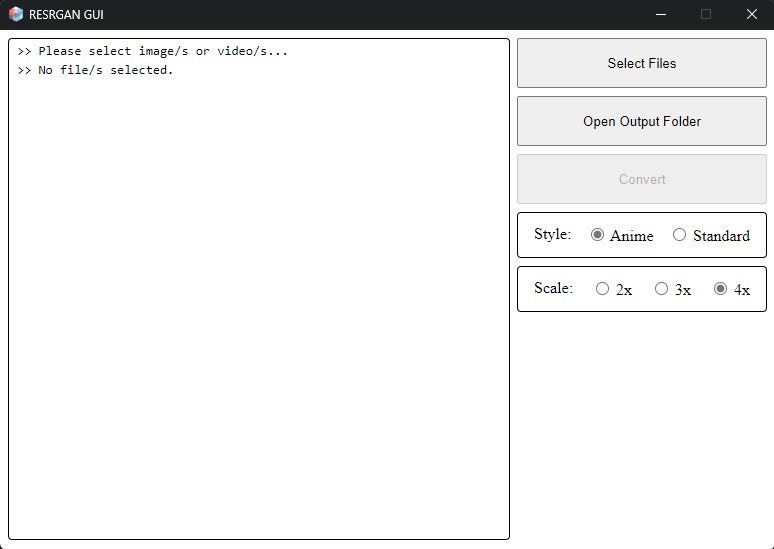 RESRGAN GUI
>> Please select image/s or video/s...
>> No file/s selected.
Select Files
Open Output Folder
Convert
Style: Anime Standard
Scale: 2x 3x 4x